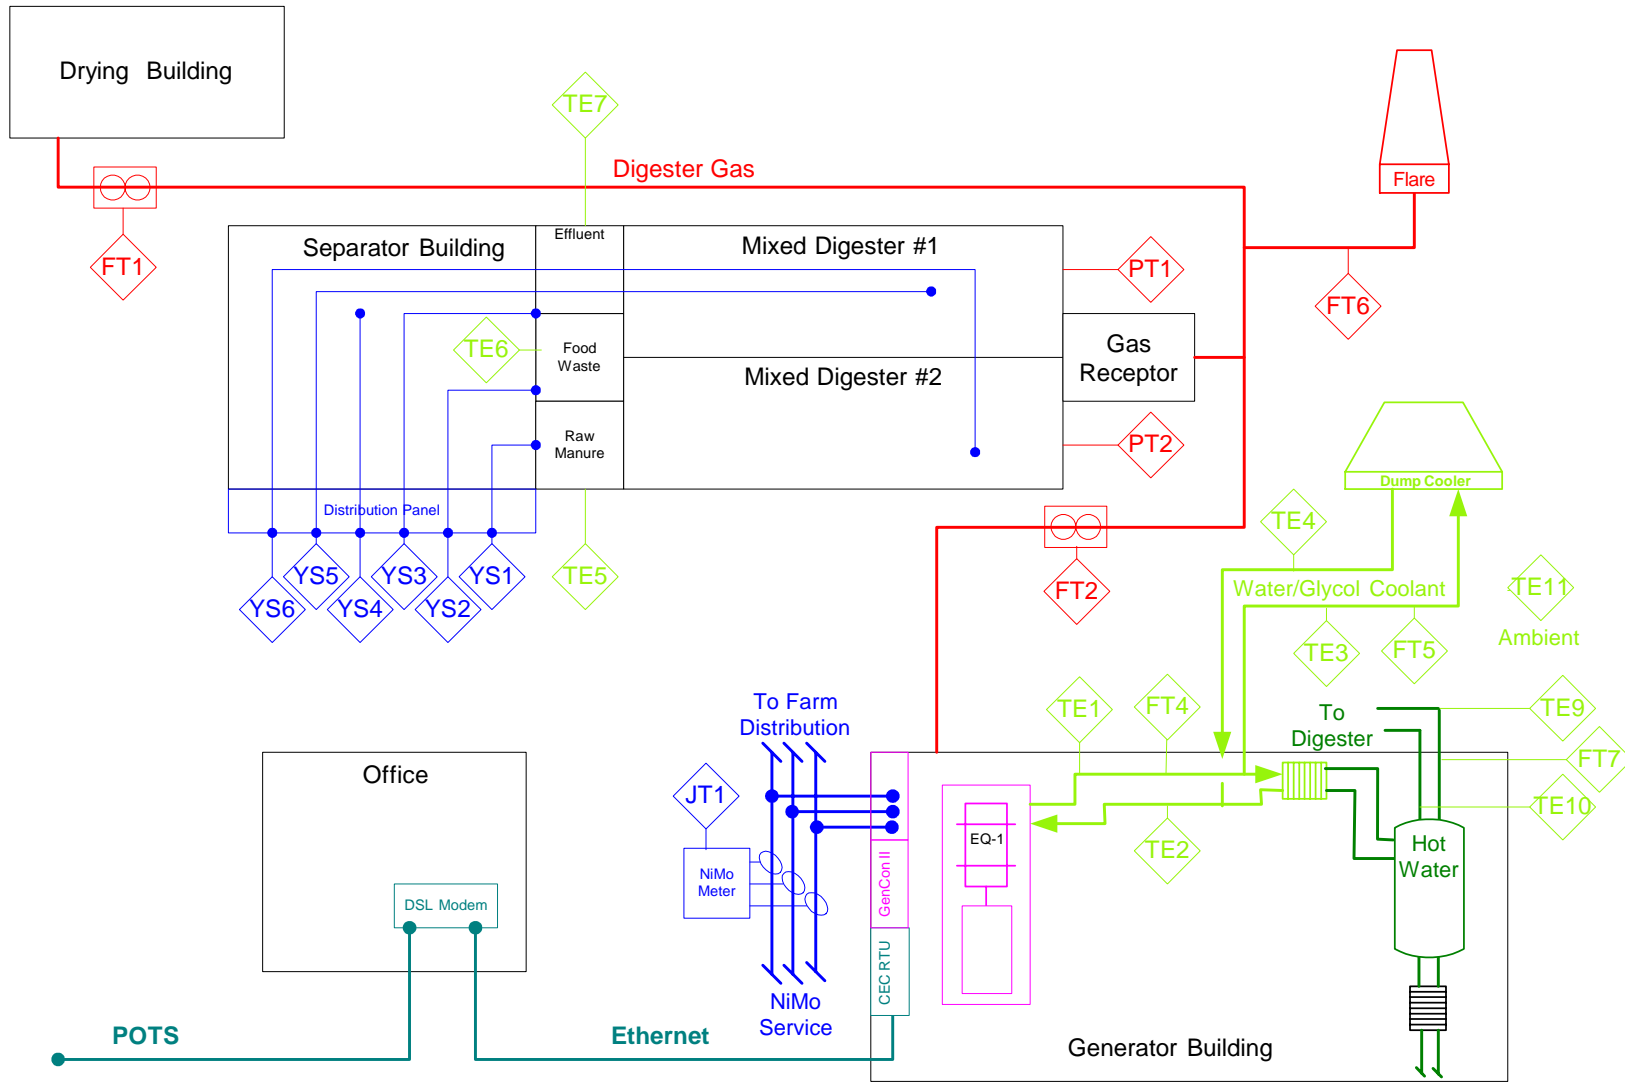 Drying Building
TE7
Digester Gas
Flare
FT1
Separator Building
Effluent
Mixed Digester #1
PT1
FT6
TE6
Food
Waste
Gas
Receptor
Mixed Digester #2
Raw
Manure
PT2
Dump Cooler
Distribution Panel
TE4
YS6
YS5
YS4
YS3
YS2
YS1
TE5
FT2
Water/Glycol Coolant
TE11
Ambient
TE3
FT5
To Farm
Distribution
TE1
FT4
To
Digester
TE9
FT7
TE10
Office
JT1
NiMo
Meter
GenCon II
EQ-1
TE2
Hot
Water
DSL Modem
CEC RTU
NiMo
Service
POTS
Ethernet
Generator Building